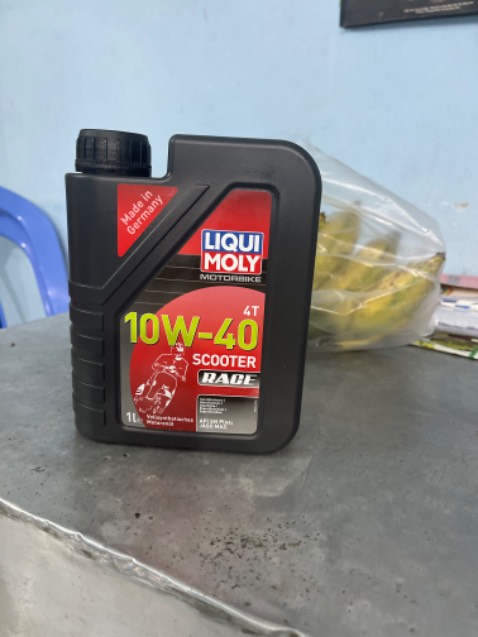 Made in
Germany
LIQUI
MOLY
MOTORBIKE
4T
10W-40
SCOOTER
RACE
1L
Vollsynthetisches
Motorenöl
API SN Plus;
JASO MA2